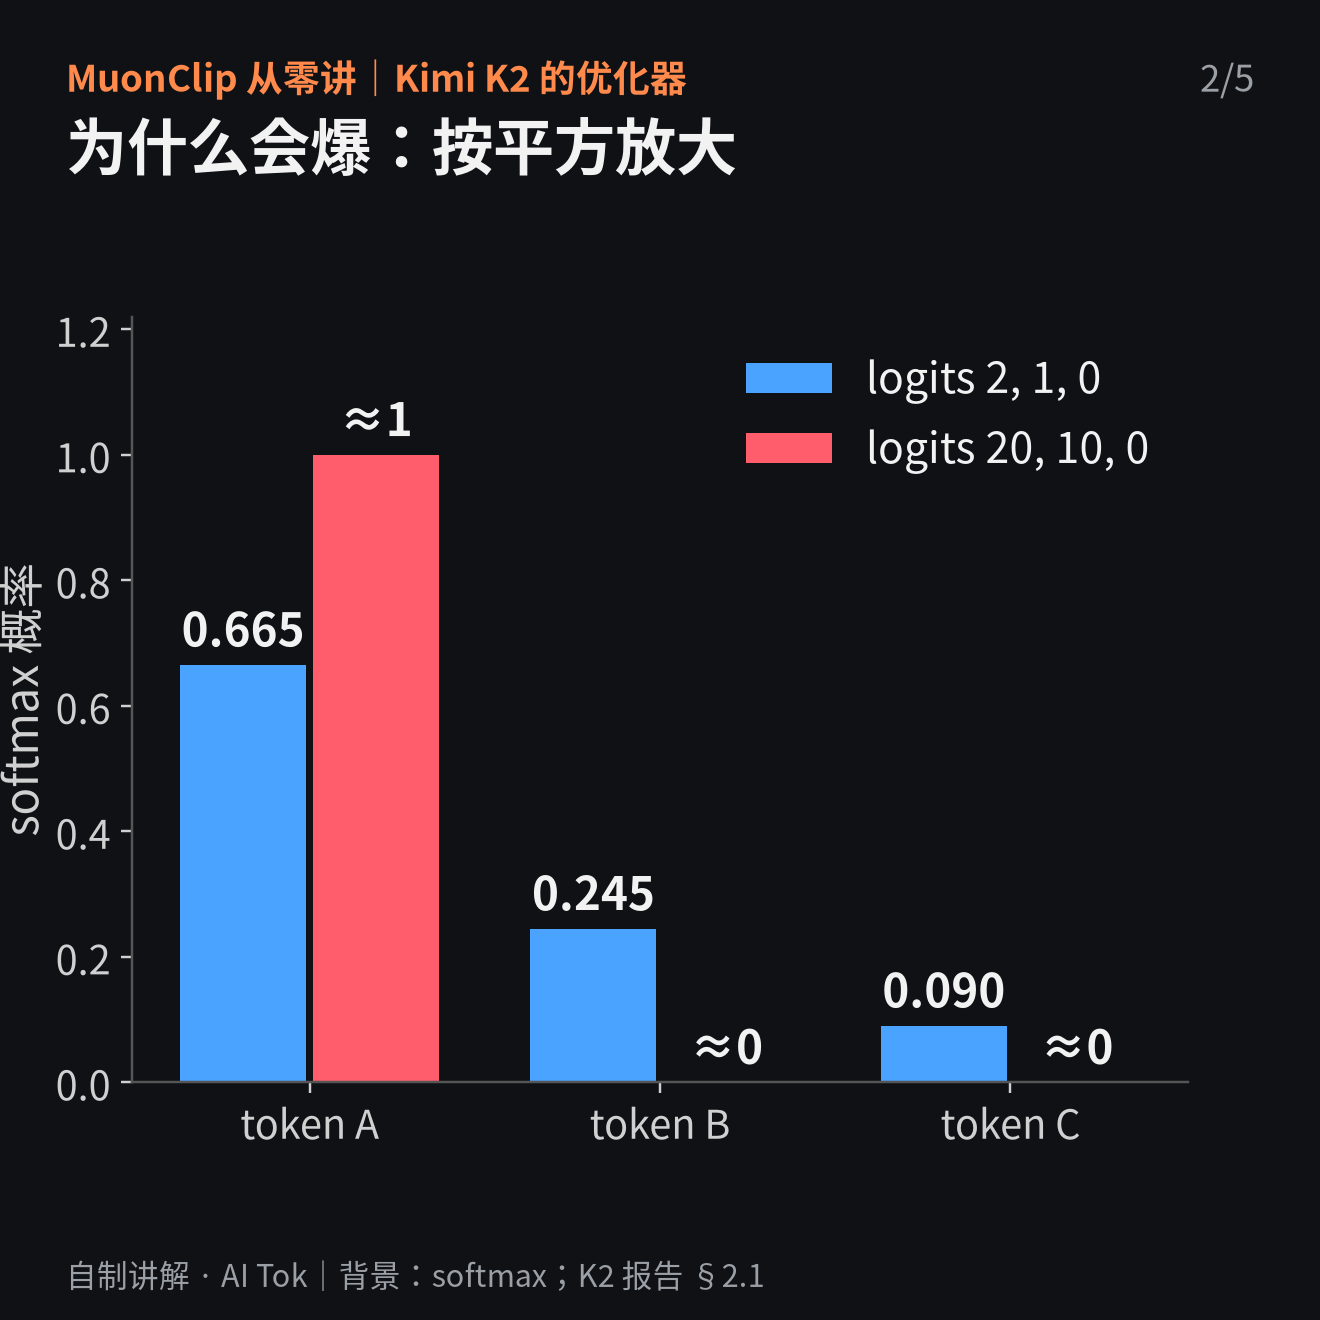 MuonClip 从零讲｜Kimi K2 的优化器
2/5
为什么会爆：按平方放大
softmax 概率
1.2
1.0
0.8
0.6
0.4
0.2
0.0
logits 2, 1, 0
logits 20, 10, 0
0.665
≈1
0.245
≈0
0.090
≈0
token A
token B
token C
自制讲解 · AI Tok｜背景：softmax；K2 报告 §2.1